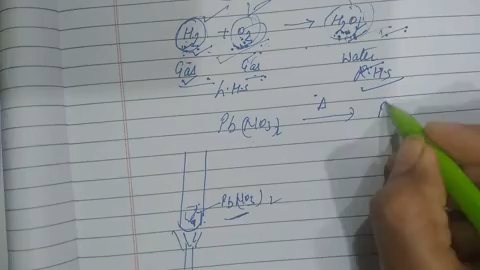 H2 + O2 → H2O
Gas Gas Water
L.H.S R.H.S
Pb(NO3)2 Δ →
Pb(NO3)2